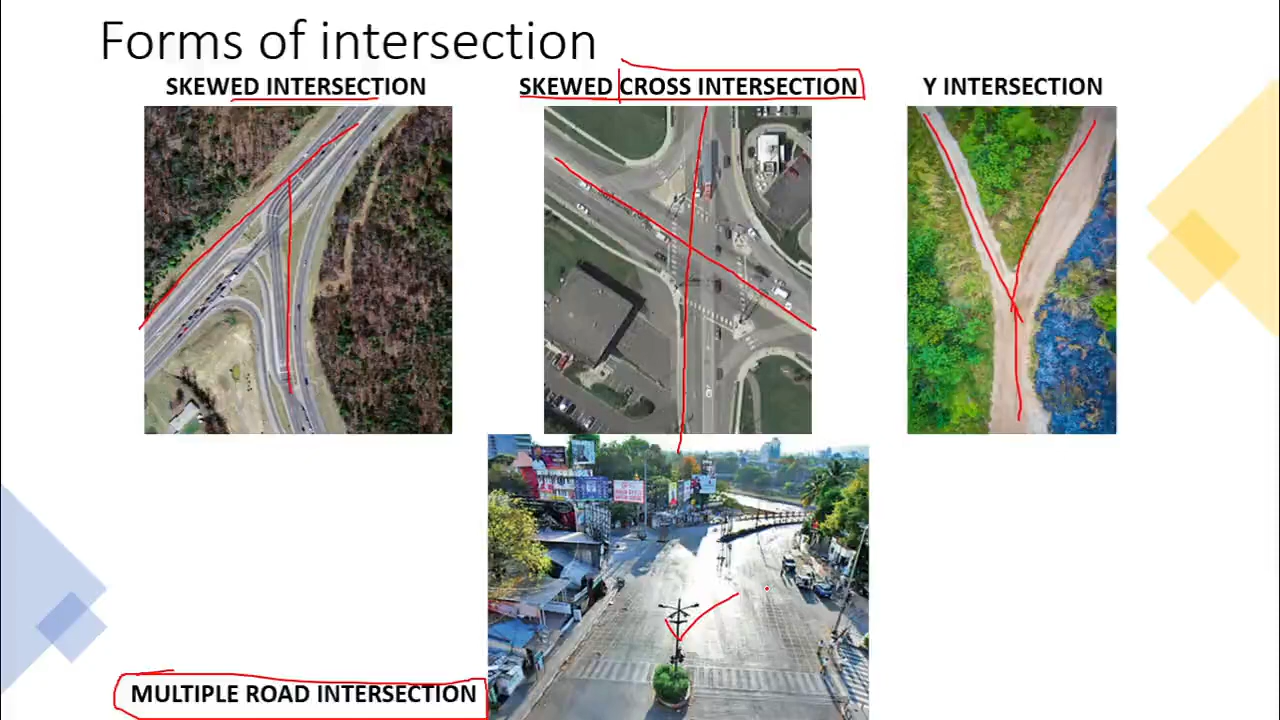 Forms of intersection
SKEWED INTERSECTION
SKEWED CROSS INTERSECTION
Y INTERSECTION
MULTIPLE ROAD INTERSECTION